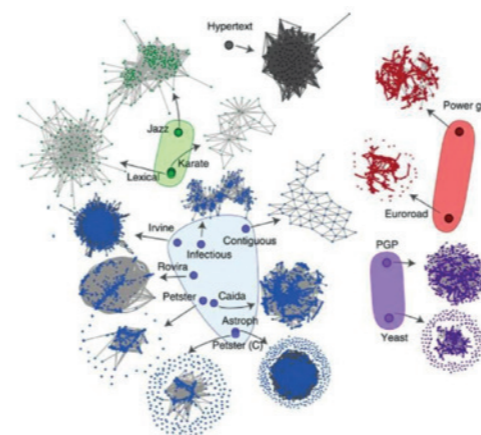 Hypertext
Power g
Jazz
Karate
Lexical
Euroroad
Irvine
Infectious
Contiguous
Rovira
PGP
Petster
Caida
Astroph
Yeast
Petster (C)